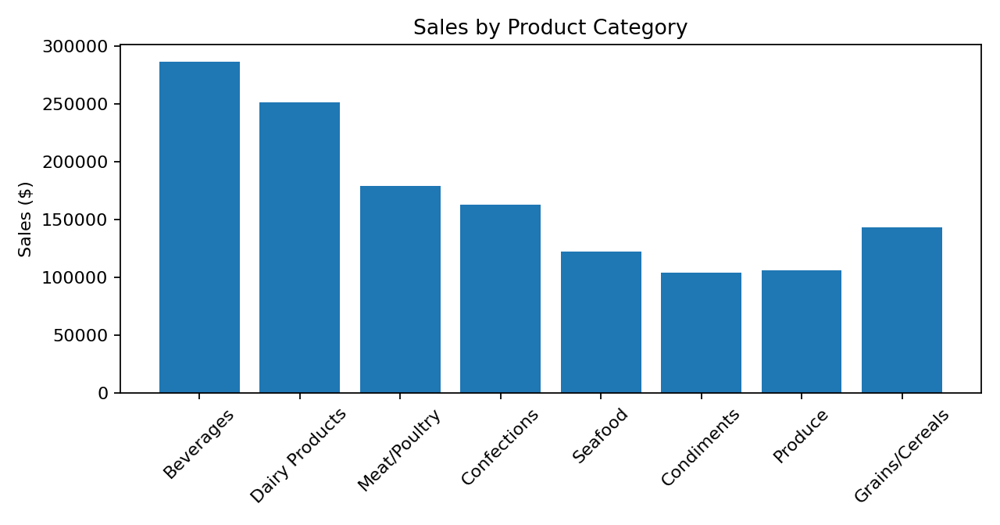 Sales by Product Category
Sales ($)
300000
250000
200000
150000
100000
50000
0
Beverages
Dairy Products
Meat/Poultry
Confections
Seafood
Condiments
Produce
Grains/Cereals